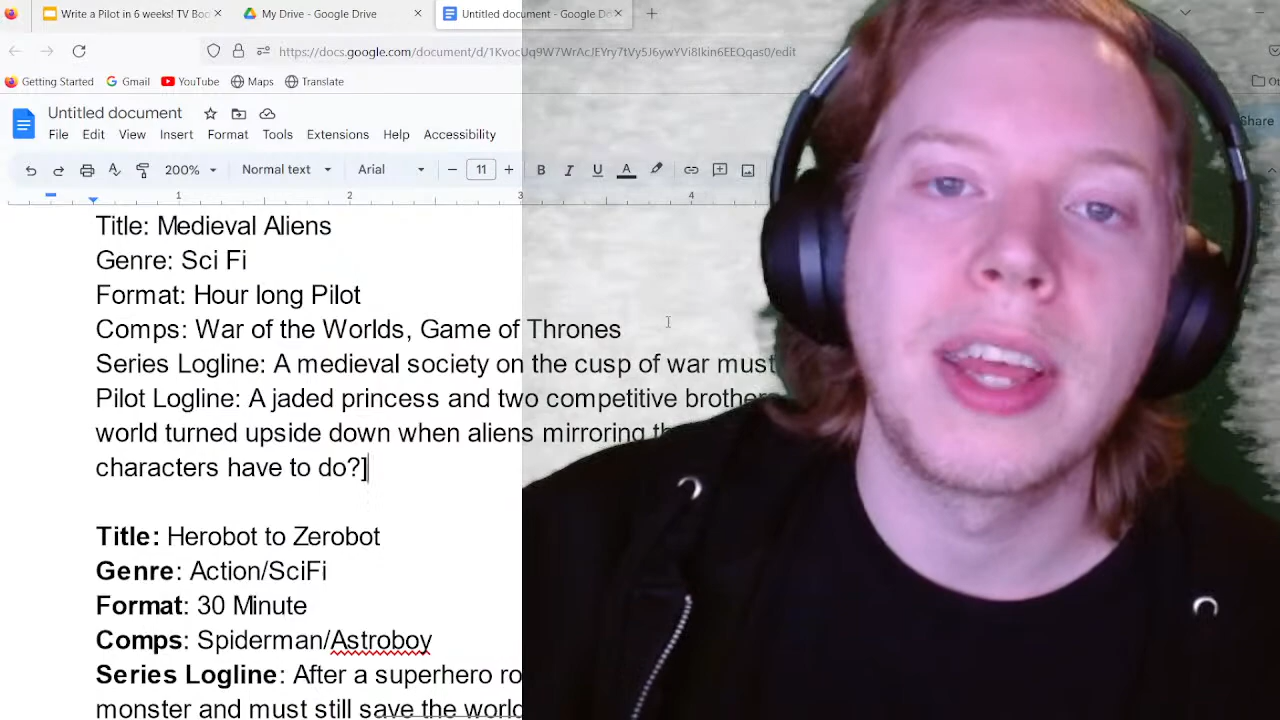 Write a Pilot in 6 weeks! TV Boo
My Drive - Google Drive
Untitled document - Google Do
https://docs.google.com/document/d/1KvocUq9W7WrAcJEYry7tVy5J6ywYVi8Ikin6EEQqas0/edit
Getting Started
Gmail
YouTube
Maps
Translate
Untitled document
File Edit View Insert Format Tools Extensions Help Accessibility
Share
200% Normal text Arial 11 B I U A
1 2 3 4
Title: Medieval Aliens
Genre: Sci Fi
Format: Hour long Pilot
Comps: War of the Worlds, Game of Thrones
Series Logline: A medieval society on the cusp of war must
Pilot Logline: A jaded princess and two competitive brothers
world turned upside down when aliens mirroring
characters have to do?]
Title: Herobot to Zerobot
Genre: Action/SciFi
Format: 30 Minute
Comps: Spiderman/Astroboy
Series Logline: After a superhero ro
monster and must still save the world